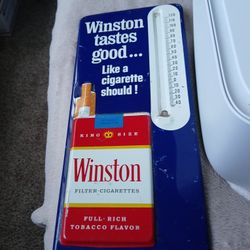 Winston
tastes
good...
Like a
cigarette
should!
KING SIZE
Winston
FILTER-CIGARETTES
FULL-RICH
TOBACCO FLAVOR